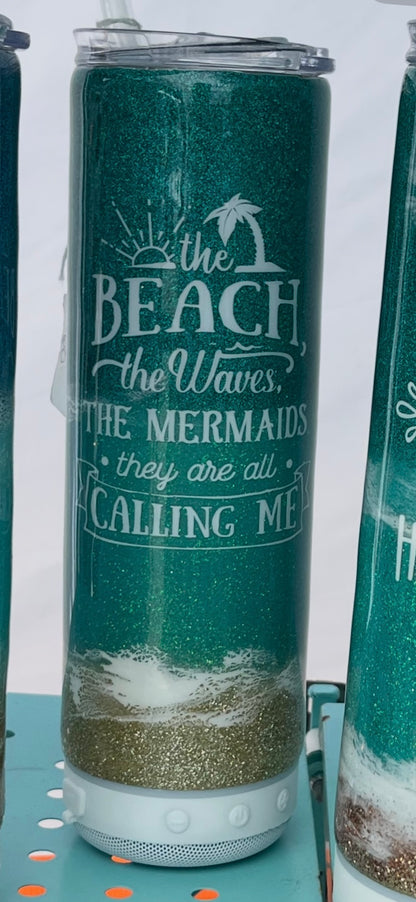 the
BEACH,
the Waves,
THE MERMAIDS
• they are all •
CALLING ME
H